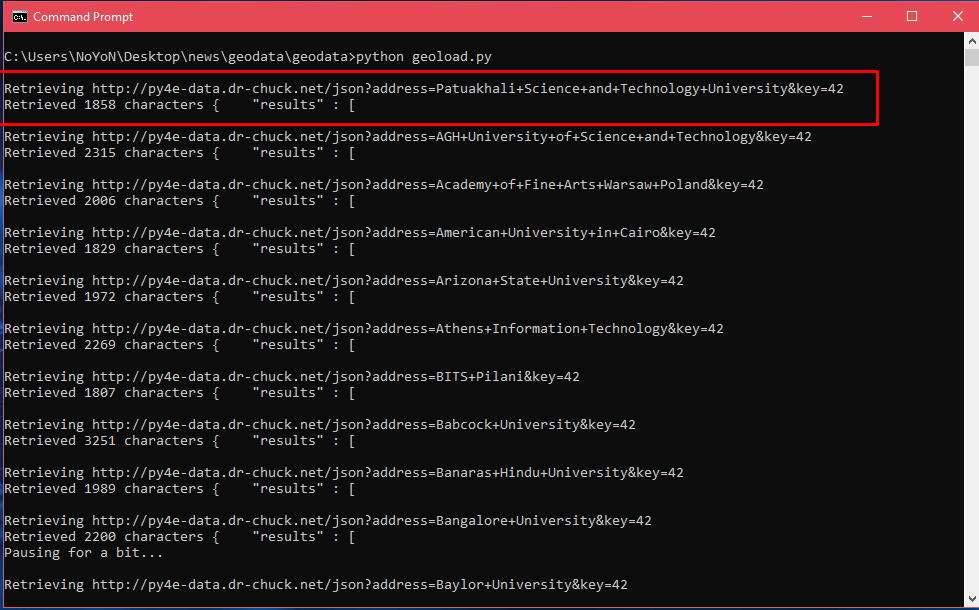 Command Prompt
C:\Users\NoYoN\Desktop\news\geodata\geodata>python geoload.py
Retrieving http://py4e-data.dr-chuck.net/json?address=Patuakhali+Science+and+Technology+University&key=42
Retrieved 1858 characters {    "results" : [
Retrieving http://py4e-data.dr-chuck.net/json?address=AGH+University+of+Science+and+Technology&key=42
Retrieved 2315 characters {    "results" : [
Retrieving http://py4e-data.dr-chuck.net/json?address=Academy+of+Fine+Arts+Warsaw+Poland&key=42
Retrieved 2006 characters {    "results" : [
Retrieving http://py4e-data.dr-chuck.net/json?address=American+University+in+Cairo&key=42
Retrieved 1829 characters {    "results" : [
Retrieving http://py4e-data.dr-chuck.net/json?address=Arizona+State+University&key=42
Retrieved 1972 characters {    "results" : [
Retrieving http://py4e-data.dr-chuck.net/json?address=Athens+Information+Technology&key=42
Retrieved 2269 characters {    "results" : [
Retrieving http://py4e-data.dr-chuck.net/json?address=BITS+Pilani&key=42
Retrieved 1807 characters {    "results" : [
Retrieving http://py4e-data.dr-chuck.net/json?address=Babcock+University&key=42
Retrieved 3251 characters {    "results" : [
Retrieving http://py4e-data.dr-chuck.net/json?address=Banaras+Hindu+University&key=42
Retrieved 1989 characters {    "results" : [
Retrieving http://py4e-data.dr-chuck.net/json?address=Bangalore+University&key=42
Retrieved 2200 characters {    "results" : [
Pausing for a bit...
Retrieving http://py4e-data.dr-chuck.net/json?address=Baylor+University&key=42